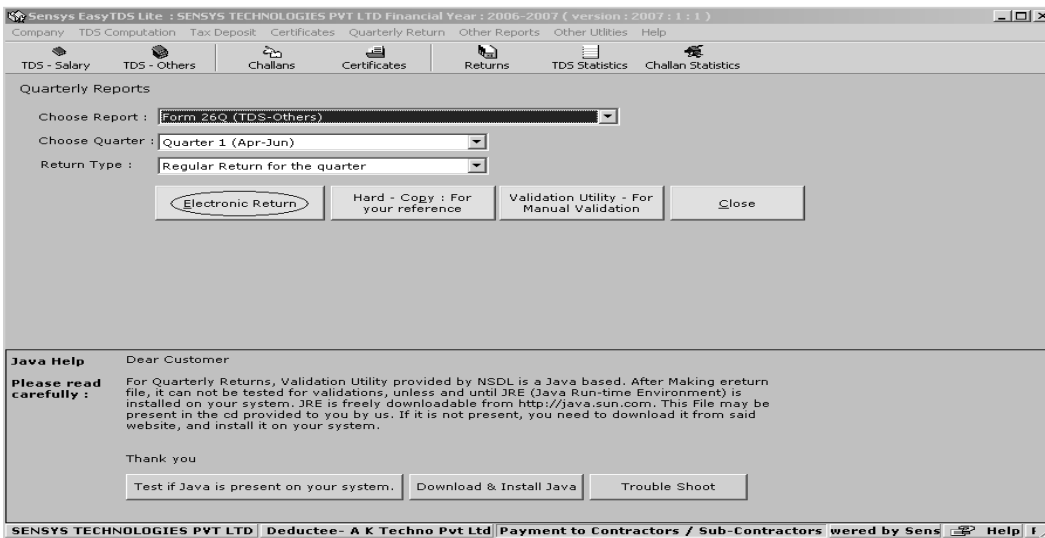 Sensys EasyTDS Lite : SENSYS TECHNOLOGIES PVT LTD Financial Year : 2006-2007 ( version : 2007 : 1 : 1 )
Company TDS Computation Tax Deposit Certificates Quarterly Return Other Reports Other Utlities Help
TDS - Salary TDS - Others Challans Certificates Returns TDS Statistics Challan Statistics
Quarterly Reports
Choose Report : Form 26Q (TDS-Others)
Choose Quarter : Quarter 1 (Apr-Jun)
Return Type : Regular Return for the quarter
Electronic Return
Hard - Copy : For
your reference
Validation Utility - For
Manual Validation
Close
Java Help
Please read
carefully :
Dear Customer
For Quarterly Returns, Validation Utility provided by NSDL is a Java based. After Making ereturn
file, it can not be tested for validations, unless and until JRE (Java Run-time Environment) is
installed on your system. JRE is freely downloadable from http://java.sun.com. This File may be
present in the cd provided to you by us. If it is not present, you need to download it from said
website, and install it on your system.
Thank you
Test if Java is present on your system. Download & Install Java Trouble Shoot
SENSYS TECHNOLOGIES PVT LTD Deductee- A K Techno Pvt Ltd Payment to Contractors / Sub-Contractors wered by Sens Help